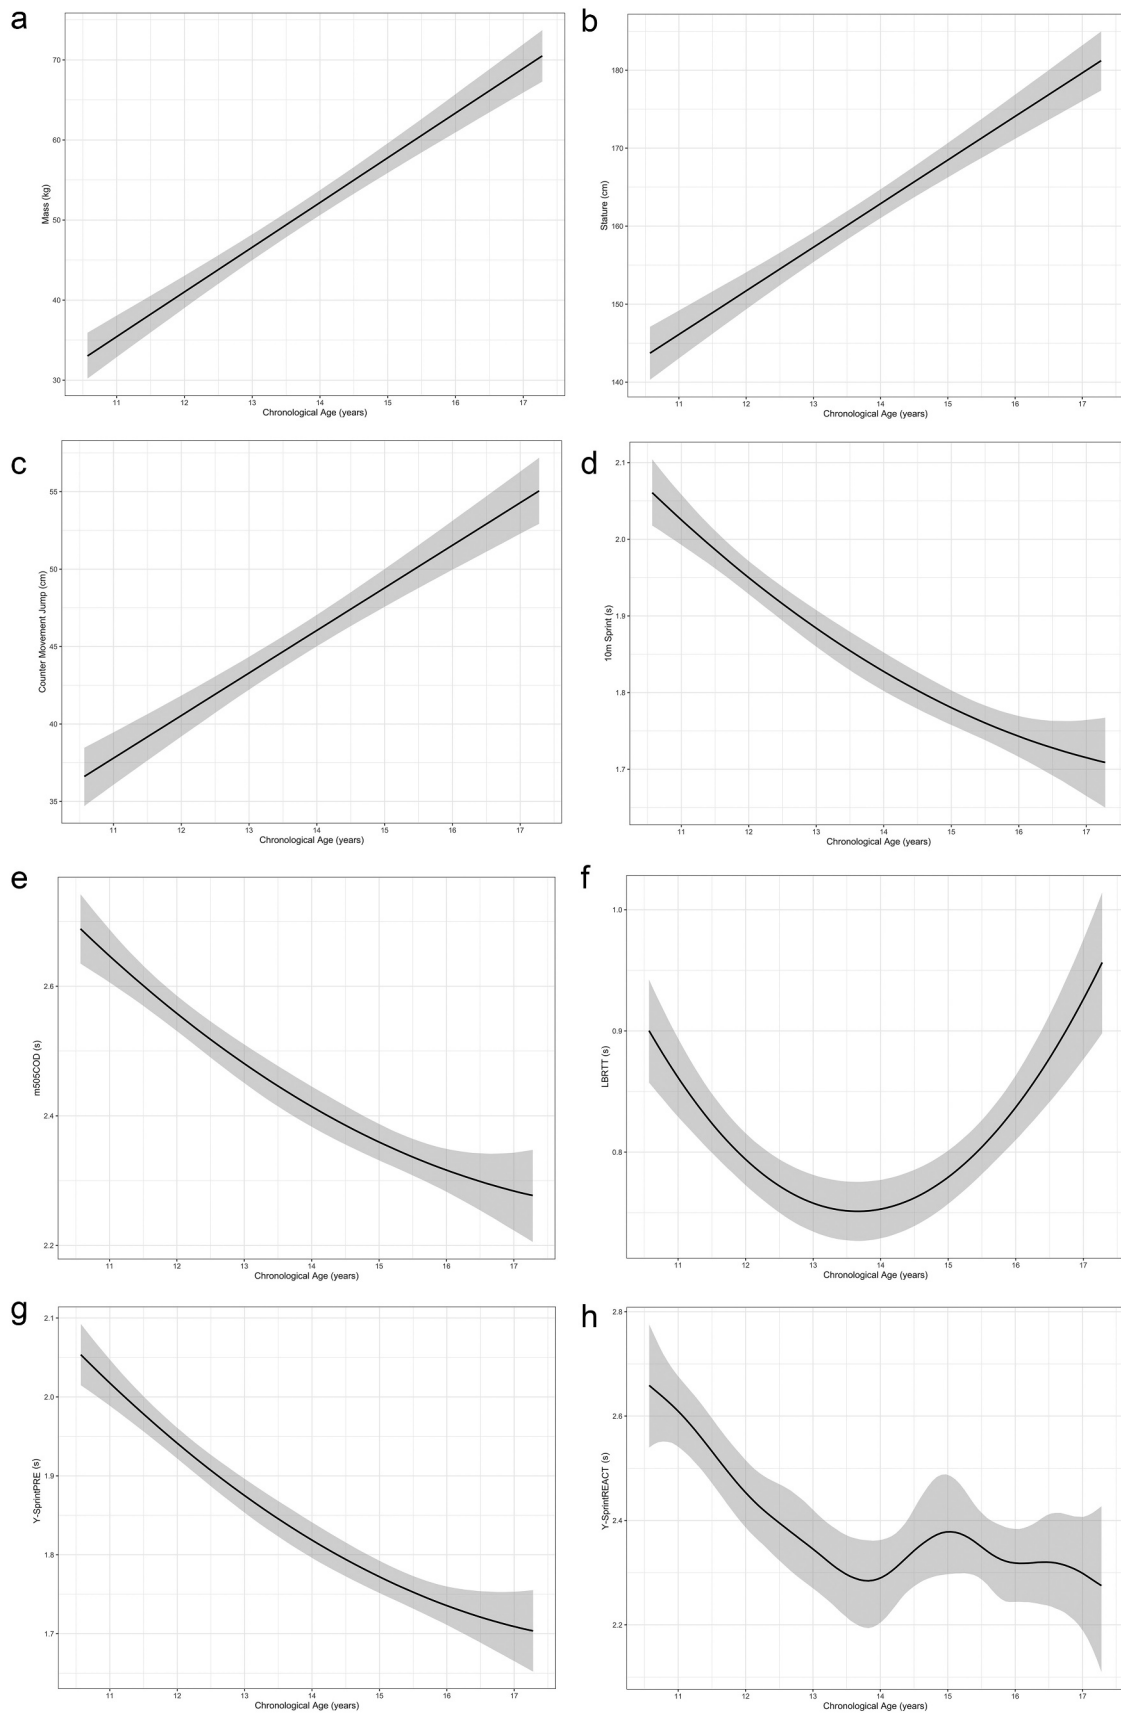 a
70
60
50
40
30
Mass (kg)
11 12 13 14 15 16 17
Chronological Age (years)
b
180
170
160
150
140
Stature (cm)
11 12 13 14 15 16 17
Chronological Age (years)
c
55
50
45
40
35
Counter Movement Jump (cm)
11 12 13 14 15 16 17
Chronological Age (years)
d
2.1
2.0
1.9
1.8
1.7
10m Sprint (s)
11 12 13 14 15 16 17
Chronological Age (years)
e
2.6
2.4
2.2
m505COD (s)
11 12 13 14 15 16 17
Chronological Age (years)
f
1.0
0.9
0.8
LBRTT (s)
11 12 13 14 15 16 17
Chronological Age (years)
g
2.1
2.0
1.9
1.8
1.7
Y-SprintPRE (s)
11 12 13 14 15 16 17
Chronological Age (years)
h
2.8
2.6
2.4
2.2
Y-SprintREACT (s)
11 12 13 14 15 16 17
Chronological Age (years)